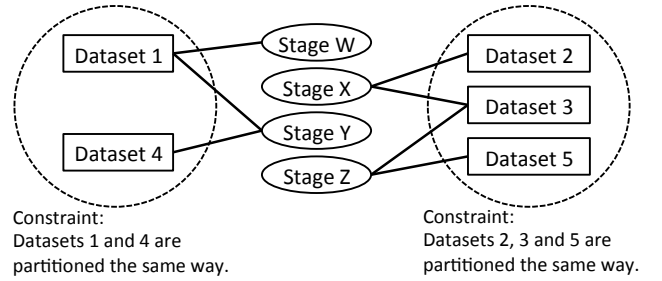 Dataset 1
Stage W
Dataset 2
Stage X
Dataset 3
Stage Y
Dataset 4
Dataset 5
Stage Z
Constraint:
Datasets 1 and 4 are
partitioned the same way.
Constraint:
Datasets 2, 3 and 5 are
partitioned the same way.